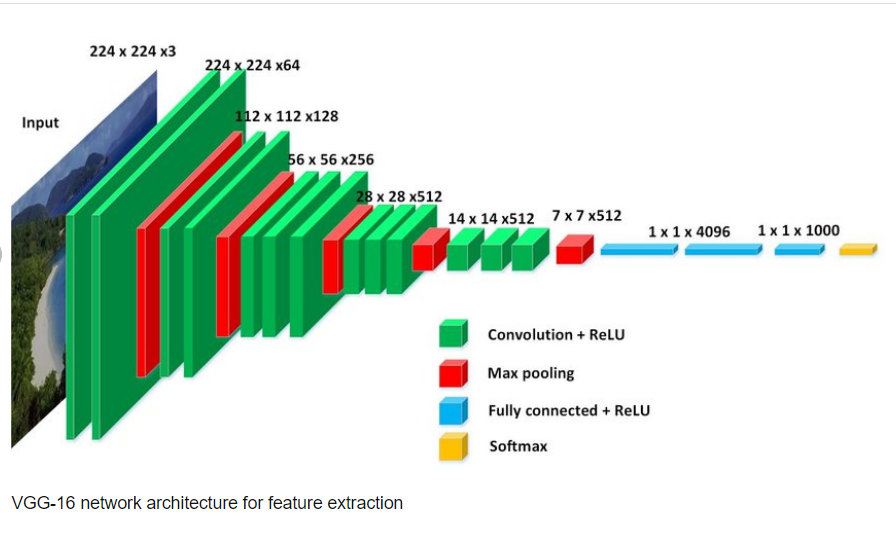 224 x 224 x3
224 x 224 x64
Input
112 x 112 x128
56 x 56 x256
28 x 28 x512
14 x 14 x512
7 x 7 x512
1 x 1 x 4096
1 x 1 x 1000
Convolution + ReLU
Max pooling
Fully connected + ReLU
Softmax
VGG-16 network architecture for feature extraction